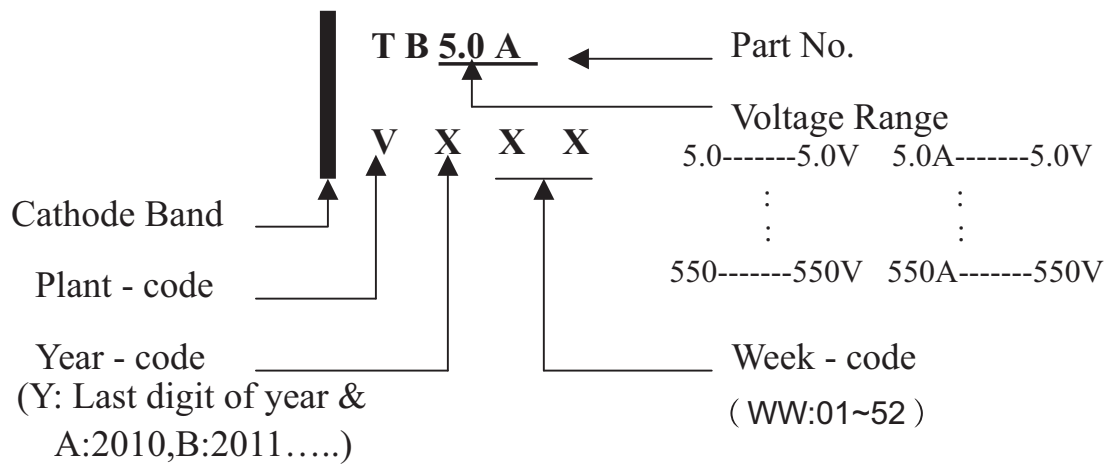 T B 5.0 A
Part No.
Voltage Range
V X X X
5.0-------5.0V 5.0A-------5.0V
: :
: :
550-------550V 550A-------550V
Cathode Band
Plant - code
Year - code
(Y: Last digit of year &
A:2010,B:2011…..)
Week - code
（WW:01~52）